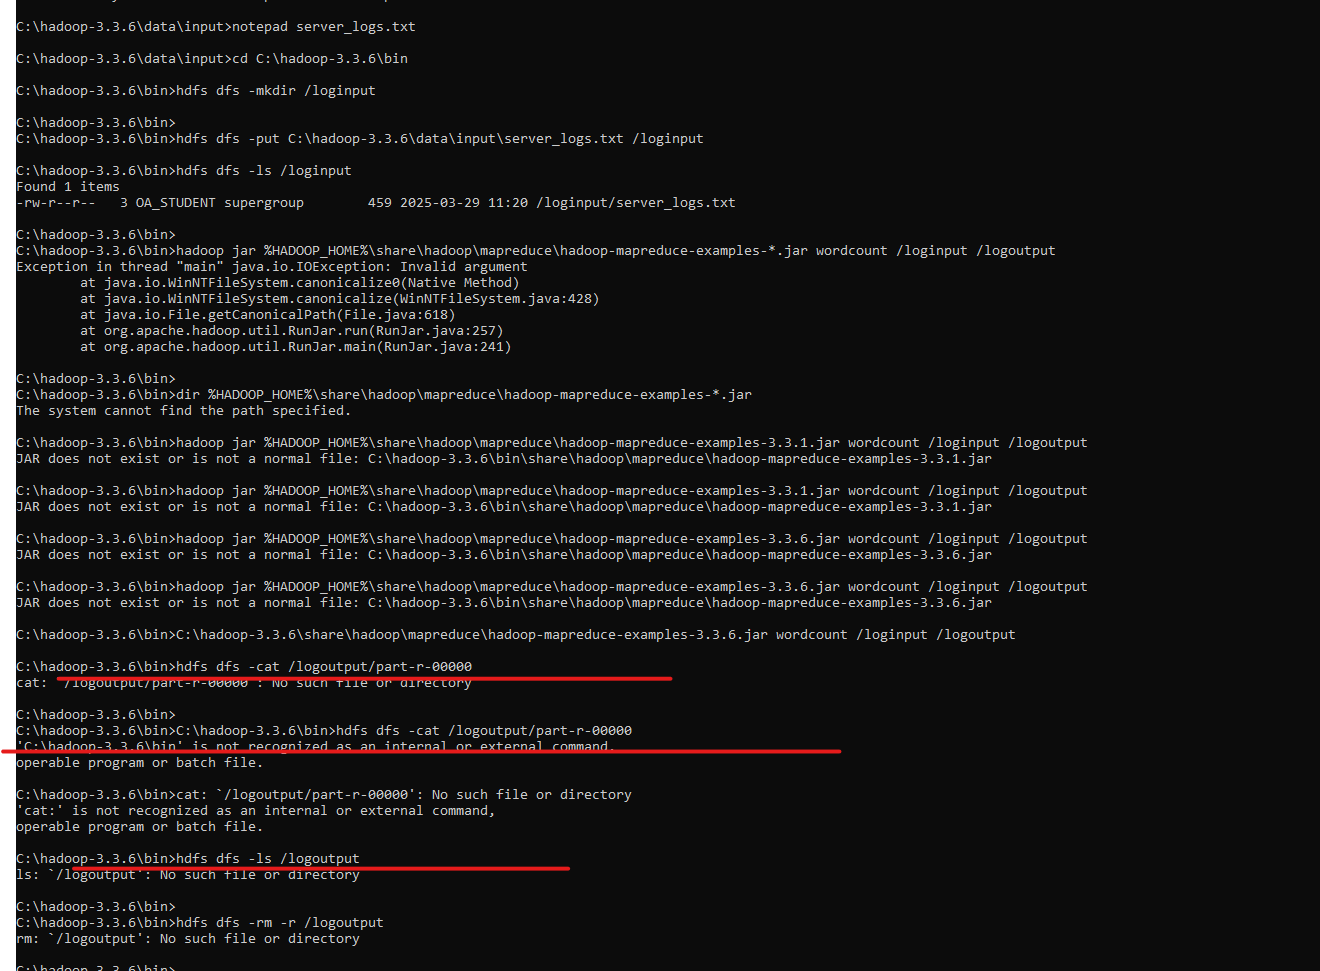 C:\hadoop-3.3.6\data\input>notepad server_logs.txt
C:\hadoop-3.3.6\data\input>cd C:\hadoop-3.3.6\bin
C:\hadoop-3.3.6\bin>hdfs dfs -mkdir /loginput
C:\hadoop-3.3.6\bin>
C:\hadoop-3.3.6\bin>hdfs dfs -put C:\hadoop-3.3.6\data\input\server_logs.txt /loginput
C:\hadoop-3.3.6\bin>hdfs dfs -ls /loginput
Found 1 items
-rw-r--r--   3 OA_STUDENT supergroup        459 2025-03-29 11:20 /loginput/server_logs.txt
C:\hadoop-3.3.6\bin>
C:\hadoop-3.3.6\bin>hadoop jar %HADOOP_HOME%\share\hadoop\mapreduce\hadoop-mapreduce-examples-*.jar wordcount /loginput /logoutput
Exception in thread "main" java.io.IOException: Invalid argument
        at java.io.WinNTFileSystem.canonicalize0(Native Method)
        at java.io.WinNTFileSystem.canonicalize(WinNTFileSystem.java:428)
        at java.io.File.getCanonicalPath(File.java:618)
        at org.apache.hadoop.util.RunJar.run(RunJar.java:257)
        at org.apache.hadoop.util.RunJar.main(RunJar.java:241)
C:\hadoop-3.3.6\bin>
C:\hadoop-3.3.6\bin>dir %HADOOP_HOME%\share\hadoop\mapreduce\hadoop-mapreduce-examples-*.jar
The system cannot find the path specified.
C:\hadoop-3.3.6\bin>hadoop jar %HADOOP_HOME%\share\hadoop\mapreduce\hadoop-mapreduce-examples-3.3.1.jar wordcount /loginput /logoutput
JAR does not exist or is not a normal file: C:\hadoop-3.3.6\bin\share\hadoop\mapreduce\hadoop-mapreduce-examples-3.3.1.jar
C:\hadoop-3.3.6\bin>hadoop jar %HADOOP_HOME%\share\hadoop\mapreduce\hadoop-mapreduce-examples-3.3.1.jar wordcount /loginput /logoutput
JAR does not exist or is not a normal file: C:\hadoop-3.3.6\bin\share\hadoop\mapreduce\hadoop-mapreduce-examples-3.3.1.jar
C:\hadoop-3.3.6\bin>hadoop jar %HADOOP_HOME%\share\hadoop\mapreduce\hadoop-mapreduce-examples-3.3.6.jar wordcount /loginput /logoutput
JAR does not exist or is not a normal file: C:\hadoop-3.3.6\bin\share\hadoop\mapreduce\hadoop-mapreduce-examples-3.3.6.jar
C:\hadoop-3.3.6\bin>hadoop jar %HADOOP_HOME%\share\hadoop\mapreduce\hadoop-mapreduce-examples-3.3.6.jar wordcount /loginput /logoutput
JAR does not exist or is not a normal file: C:\hadoop-3.3.6\bin\share\hadoop\mapreduce\hadoop-mapreduce-examples-3.3.6.jar
C:\hadoop-3.3.6\bin>C:\hadoop-3.3.6\share\hadoop\mapreduce\hadoop-mapreduce-examples-3.3.6.jar wordcount /loginput /logoutput
C:\hadoop-3.3.6\bin>hdfs dfs -cat /logoutput/part-r-00000
cat: `/logoutput/part-r-00000': No such file or directory
C:\hadoop-3.3.6\bin>
C:\hadoop-3.3.6\bin>C:\hadoop-3.3.6\bin>hdfs dfs -cat /logoutput/part-r-00000
'C:\hadoop-3.3.6\bin' is not recognized as an internal or external command,
operable program or batch file.
C:\hadoop-3.3.6\bin>cat: `/logoutput/part-r-00000': No such file or directory
'cat:' is not recognized as an internal or external command,
operable program or batch file.
C:\hadoop-3.3.6\bin>hdfs dfs -ls /logoutput
ls: `/logoutput': No such file or directory
C:\hadoop-3.3.6\bin>
C:\hadoop-3.3.6\bin>hdfs dfs -rm -r /logoutput
rm: `/logoutput': No such file or directory
C:\hadoop-3.3.6\bin>